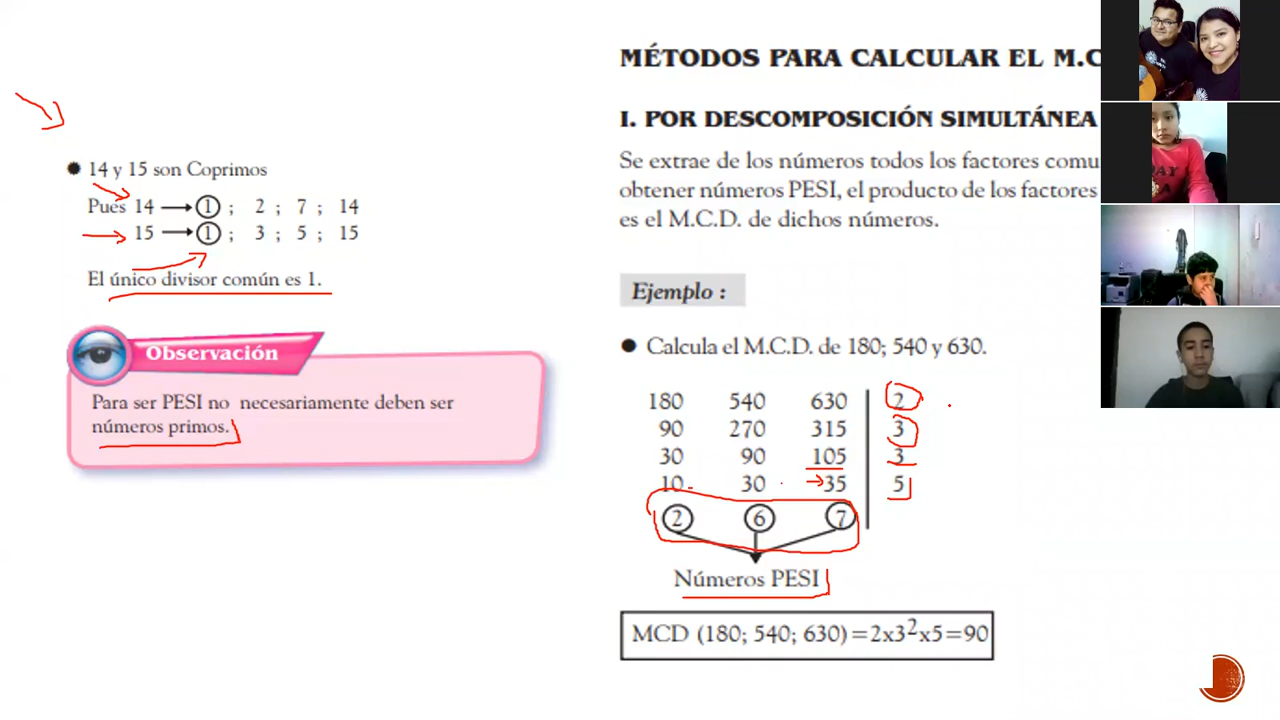 14 y 15 son Coprimos
Pues 14 → 1 ; 2 ; 7 ; 14
15 → 1 ; 3 ; 5 ; 15
El único divisor común es 1.
Observación
Para ser PESI no necesariamente deben ser
números primos.
MÉTODOS PARA CALCULAR EL M.C
I. POR DESCOMPOSICIÓN SIMULTÁNEA
Se extrae de los números todos los factores comu
obtener números PESI, el producto de los factores
es el M.C.D. de dichos números.
Ejemplo :
Calcula el M.C.D. de 180; 540 y 630.
180 540 630 2
90 270 315 3
30 90 105 3
10 30 35 5
2 6 7
Números PESI
MCD (180; 540; 630)=2x3²x5=90